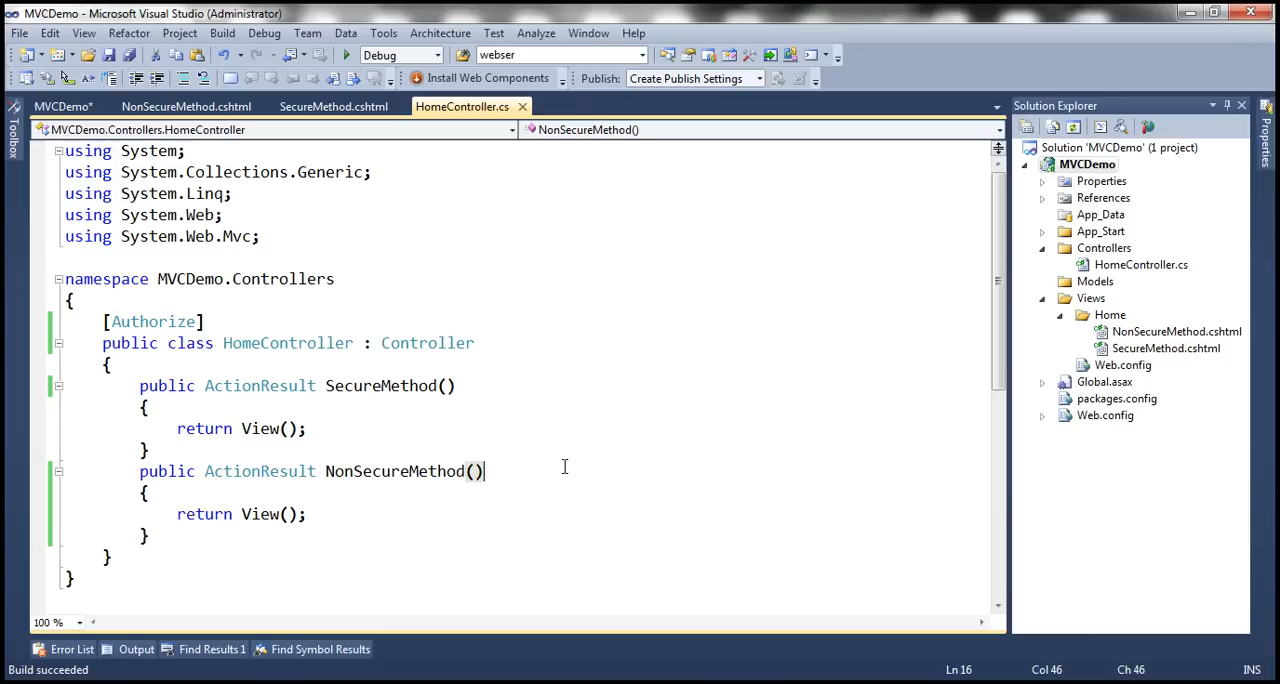 MVCDemo - Microsoft Visual Studio (Administrator)
File Edit View Refactor Project Build Debug Team Data Tools Architecture Test Analyze Window Help
Debug webser
Install Web Components Publish: Create Publish Settings
MVCDemo* NonSecureMethod.cshtml SecureMethod.cshtml HomeController.cs
MVCDemo.Controllers.HomeController NonSecureMethod()
Toolbox
using System;
using System.Collections.Generic;
using System.Linq;
using System.Web;
using System.Web.Mvc;
namespace MVCDemo.Controllers
{
[Authorize]
public class HomeController : Controller
{
public ActionResult SecureMethod()
{
return View();
}
public ActionResult NonSecureMethod()
{
return View();
}
}
}
100 %
Solution Explorer
Solution 'MVCDemo' (1 project)
MVCDemo
Properties
References
App_Data
App_Start
Controllers
HomeController.cs
Models
Views
Home
NonSecureMethod.cshtml
SecureMethod.cshtml
Web.config
Global.asax
packages.config
Web.config
Properties
Error List Output Find Results 1 Find Symbol Results
Build succeeded Ln 16 Col 46 Ch 46 INS